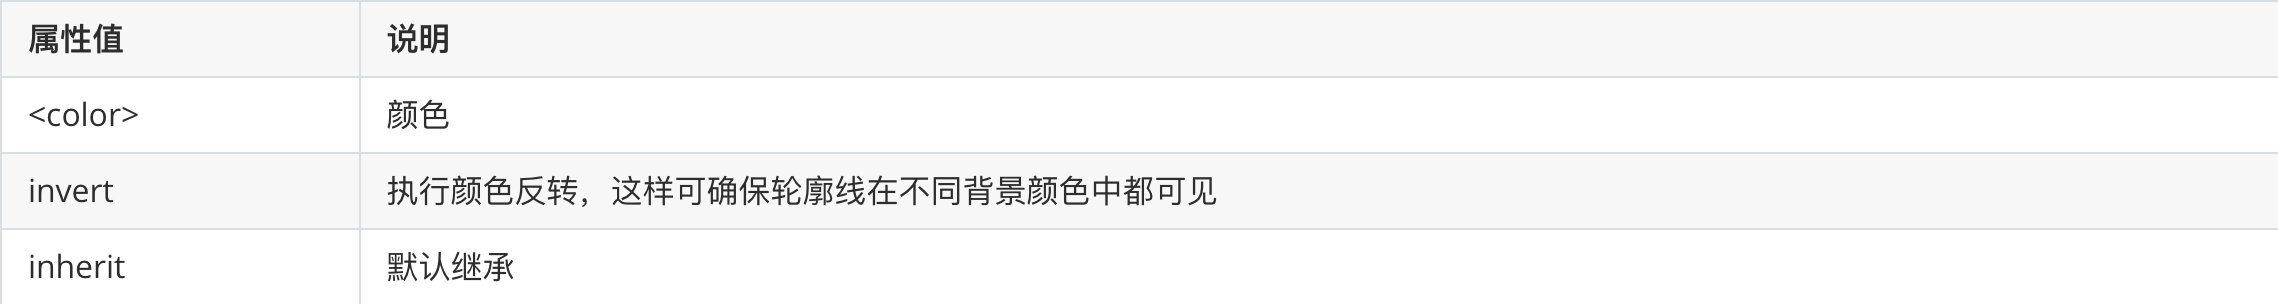 属性值 说明
<color> 颜色
invert 执行颜色反转，这样可确保轮廓线在不同背景颜色中都可见
inherit 默认继承